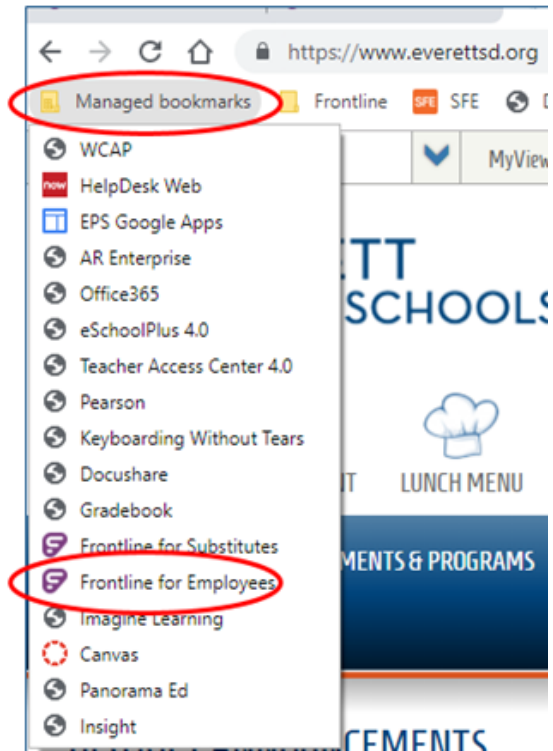 https://www.everettsd.org
Managed bookmarks Frontline SFE SFE
MyView
WCAP
now HelpDesk Web
EPS Google Apps
AR Enterprise
Office365
eSchoolPlus 4.0
Teacher Access Center 4.0
Pearson
Keyboarding Without Tears
Docushare
Gradebook
Frontline for Substitutes
Frontline for Employees
Imagine Learning
Canvas
Panorama Ed
Insight
ETT
SCHOOLS
LUNCH MENU
MENTS & PROGRAMS
CEMENTS